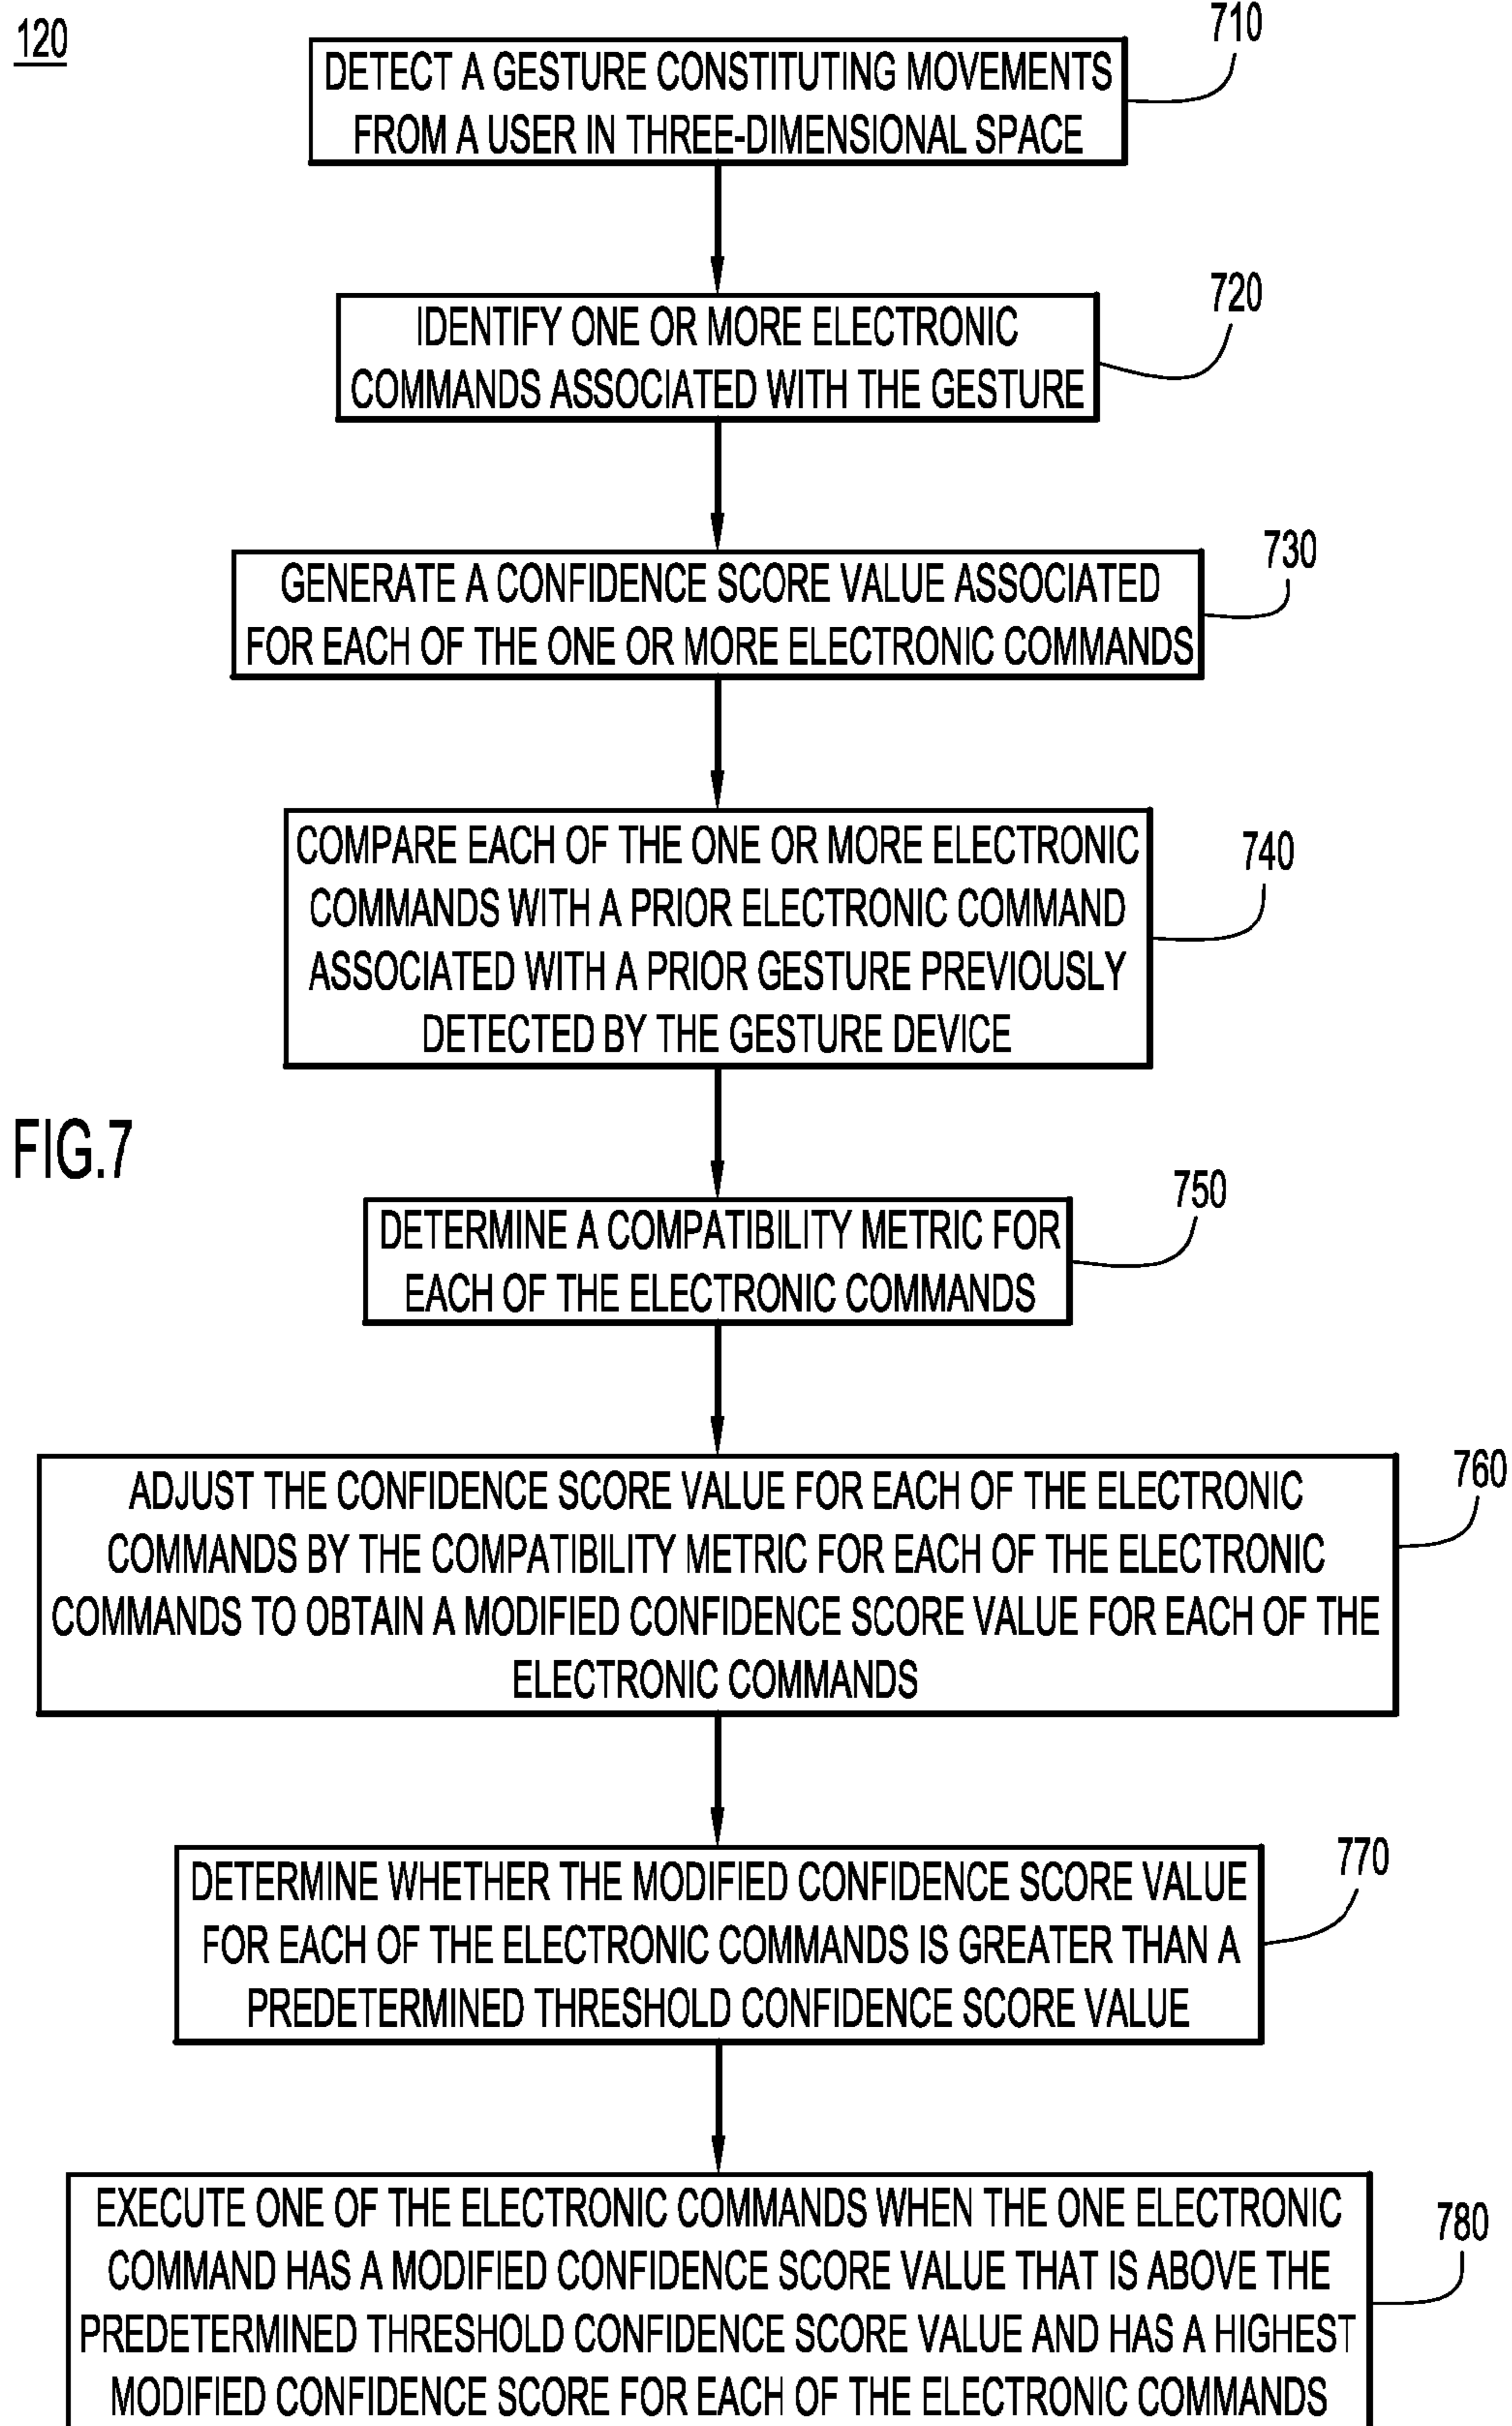 120
710
DETECT A GESTURE CONSTITUTING MOVEMENTS
FROM A USER IN THREE-DIMENSIONAL SPACE
720
IDENTIFY ONE OR MORE ELECTRONIC
COMMANDS ASSOCIATED WITH THE GESTURE
730
GENERATE A CONFIDENCE SCORE VALUE ASSOCIATED
FOR EACH OF THE ONE OR MORE ELECTRONIC COMMANDS
740
COMPARE EACH OF THE ONE OR MORE ELECTRONIC
COMMANDS WITH A PRIOR ELECTRONIC COMMAND
ASSOCIATED WITH A PRIOR GESTURE PREVIOUSLY
DETECTED BY THE GESTURE DEVICE
FIG.7
750
DETERMINE A COMPATIBILITY METRIC FOR
EACH OF THE ELECTRONIC COMMANDS
760
ADJUST THE CONFIDENCE SCORE VALUE FOR EACH OF THE ELECTRONIC
COMMANDS BY THE COMPATIBILITY METRIC FOR EACH OF THE ELECTRONIC
COMMANDS TO OBTAIN A MODIFIED CONFIDENCE SCORE VALUE FOR EACH OF THE
ELECTRONIC COMMANDS
770
DETERMINE WHETHER THE MODIFIED CONFIDENCE SCORE VALUE
FOR EACH OF THE ELECTRONIC COMMANDS IS GREATER THAN A
PREDETERMINED THRESHOLD CONFIDENCE SCORE VALUE
780
EXECUTE ONE OF THE ELECTRONIC COMMANDS WHEN THE ONE ELECTRONIC
COMMAND HAS A MODIFIED CONFIDENCE SCORE VALUE THAT IS ABOVE THE
PREDETERMINED THRESHOLD CONFIDENCE SCORE VALUE AND HAS A HIGHEST
MODIFIED CONFIDENCE SCORE FOR EACH OF THE ELECTRONIC COMMANDS